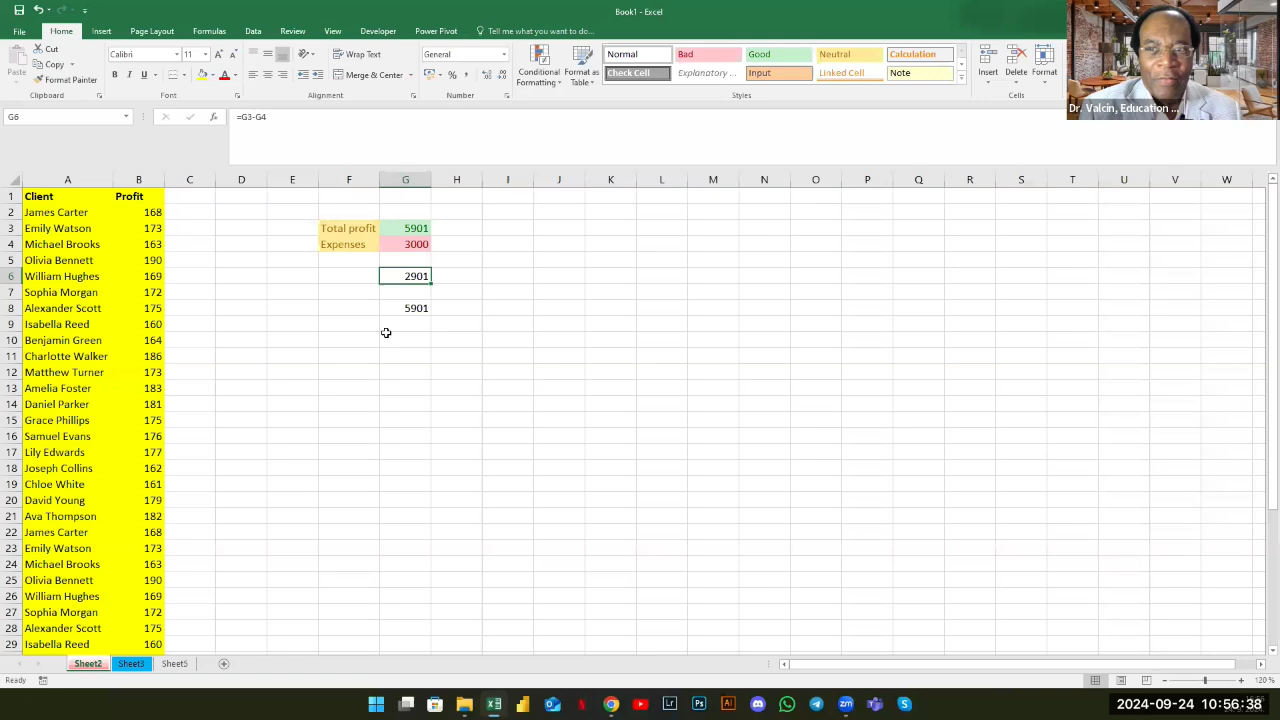 Book1 - Excel
File Home Insert Page Layout Formulas Data Review View Developer Power Pivot Tell me what you want to do...
Paste
Cut
Copy
Format Painter
Clipboard
Calibri 11
B I U
Font
Wrap Text
Merge & Center
Alignment
General
%
Number
Conditional Formatting
Format as Table
Normal Bad Good Neutral Calculation
Check Cell Explanatory ... Input Linked Cell Note
Styles
Insert Delete Format
Cells
Dr. Valcin, Education ...
G6 fx =G3-G4
A B C D E F G H I J K L M N O P Q R S T U V W
1 Client Profit
2 James Carter 168
3 Emily Watson 173 Total profit 5901
4 Michael Brooks 163 Expenses 3000
5 Olivia Bennett 190
6 William Hughes 169 2901
7 Sophia Morgan 172
8 Alexander Scott 175 5901
9 Isabella Reed 160
10 Benjamin Green 164
11 Charlotte Walker 186
12 Matthew Turner 173
13 Amelia Foster 183
14 Daniel Parker 181
15 Grace Phillips 175
16 Samuel Evans 176
17 Lily Edwards 177
18 Joseph Collins 162
19 Chloe White 161
20 David Young 179
21 Ava Thompson 182
22 James Carter 168
23 Emily Watson 173
24 Michael Brooks 163
25 Olivia Bennett 190
26 William Hughes 169
27 Sophia Morgan 172
28 Alexander Scott 175
29 Isabella Reed 160
Sheet2 Sheet3 Sheet5
Ready 120 %
2024-09-24 10:56:38